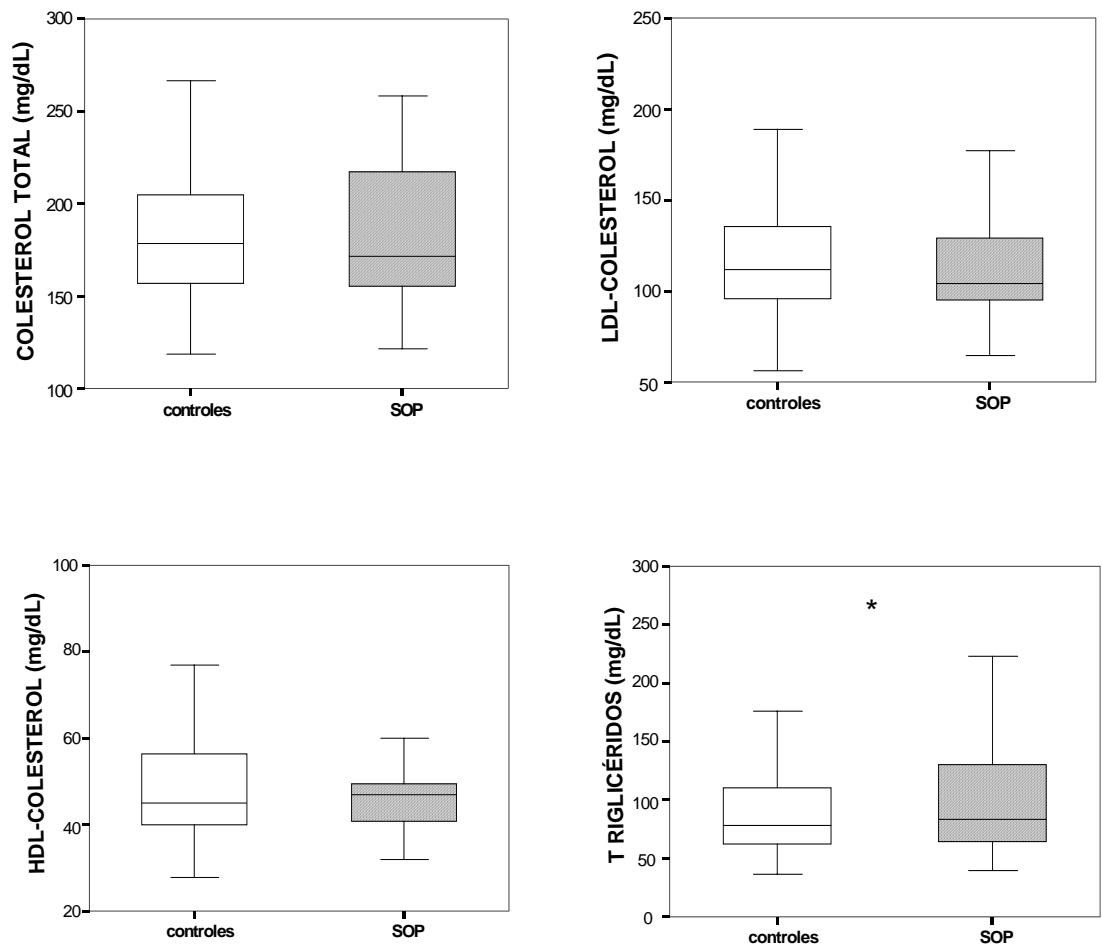 COLESTEROL TOTAL (mg/dL)
300
250
200
150
100
controles SOP
LDL-COLESTEROL (mg/dL)
250
200
150
100
50
controles SOP
HDL-COLESTEROL (mg/dL)
100
80
60
40
20
controles SOP
T RIGLICÉRIDOS (mg/dL)
300
250
200
150
100
50
0
*
controles SOP